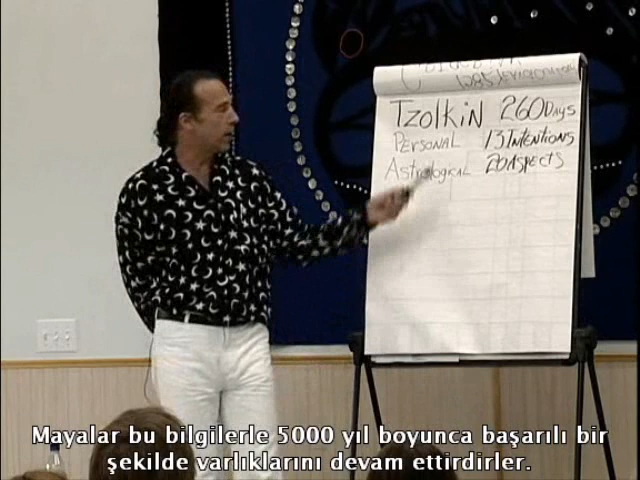 Tzolkin 260 Days
Personal 13 Intentions
Astrological 20 Aspects
Mayalar bu bilgilerle 5000 yıl boyunca başarılı bir
şekilde varlıklarını devam ettirdirler.